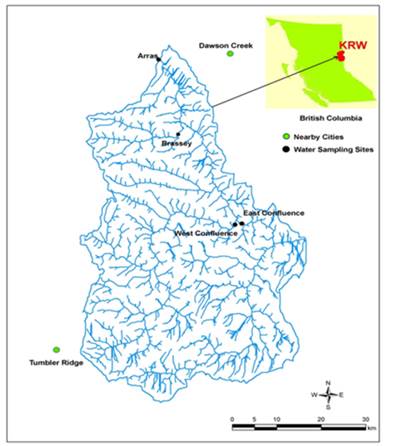 Dawson Creek
Arras
KRW
British Columbia
Nearby Cities
Water Sampling Sites
Brassey
East Confluence
West Confluence
Tumbler Ridge
N
W E
S
0 5 10 20 30
km